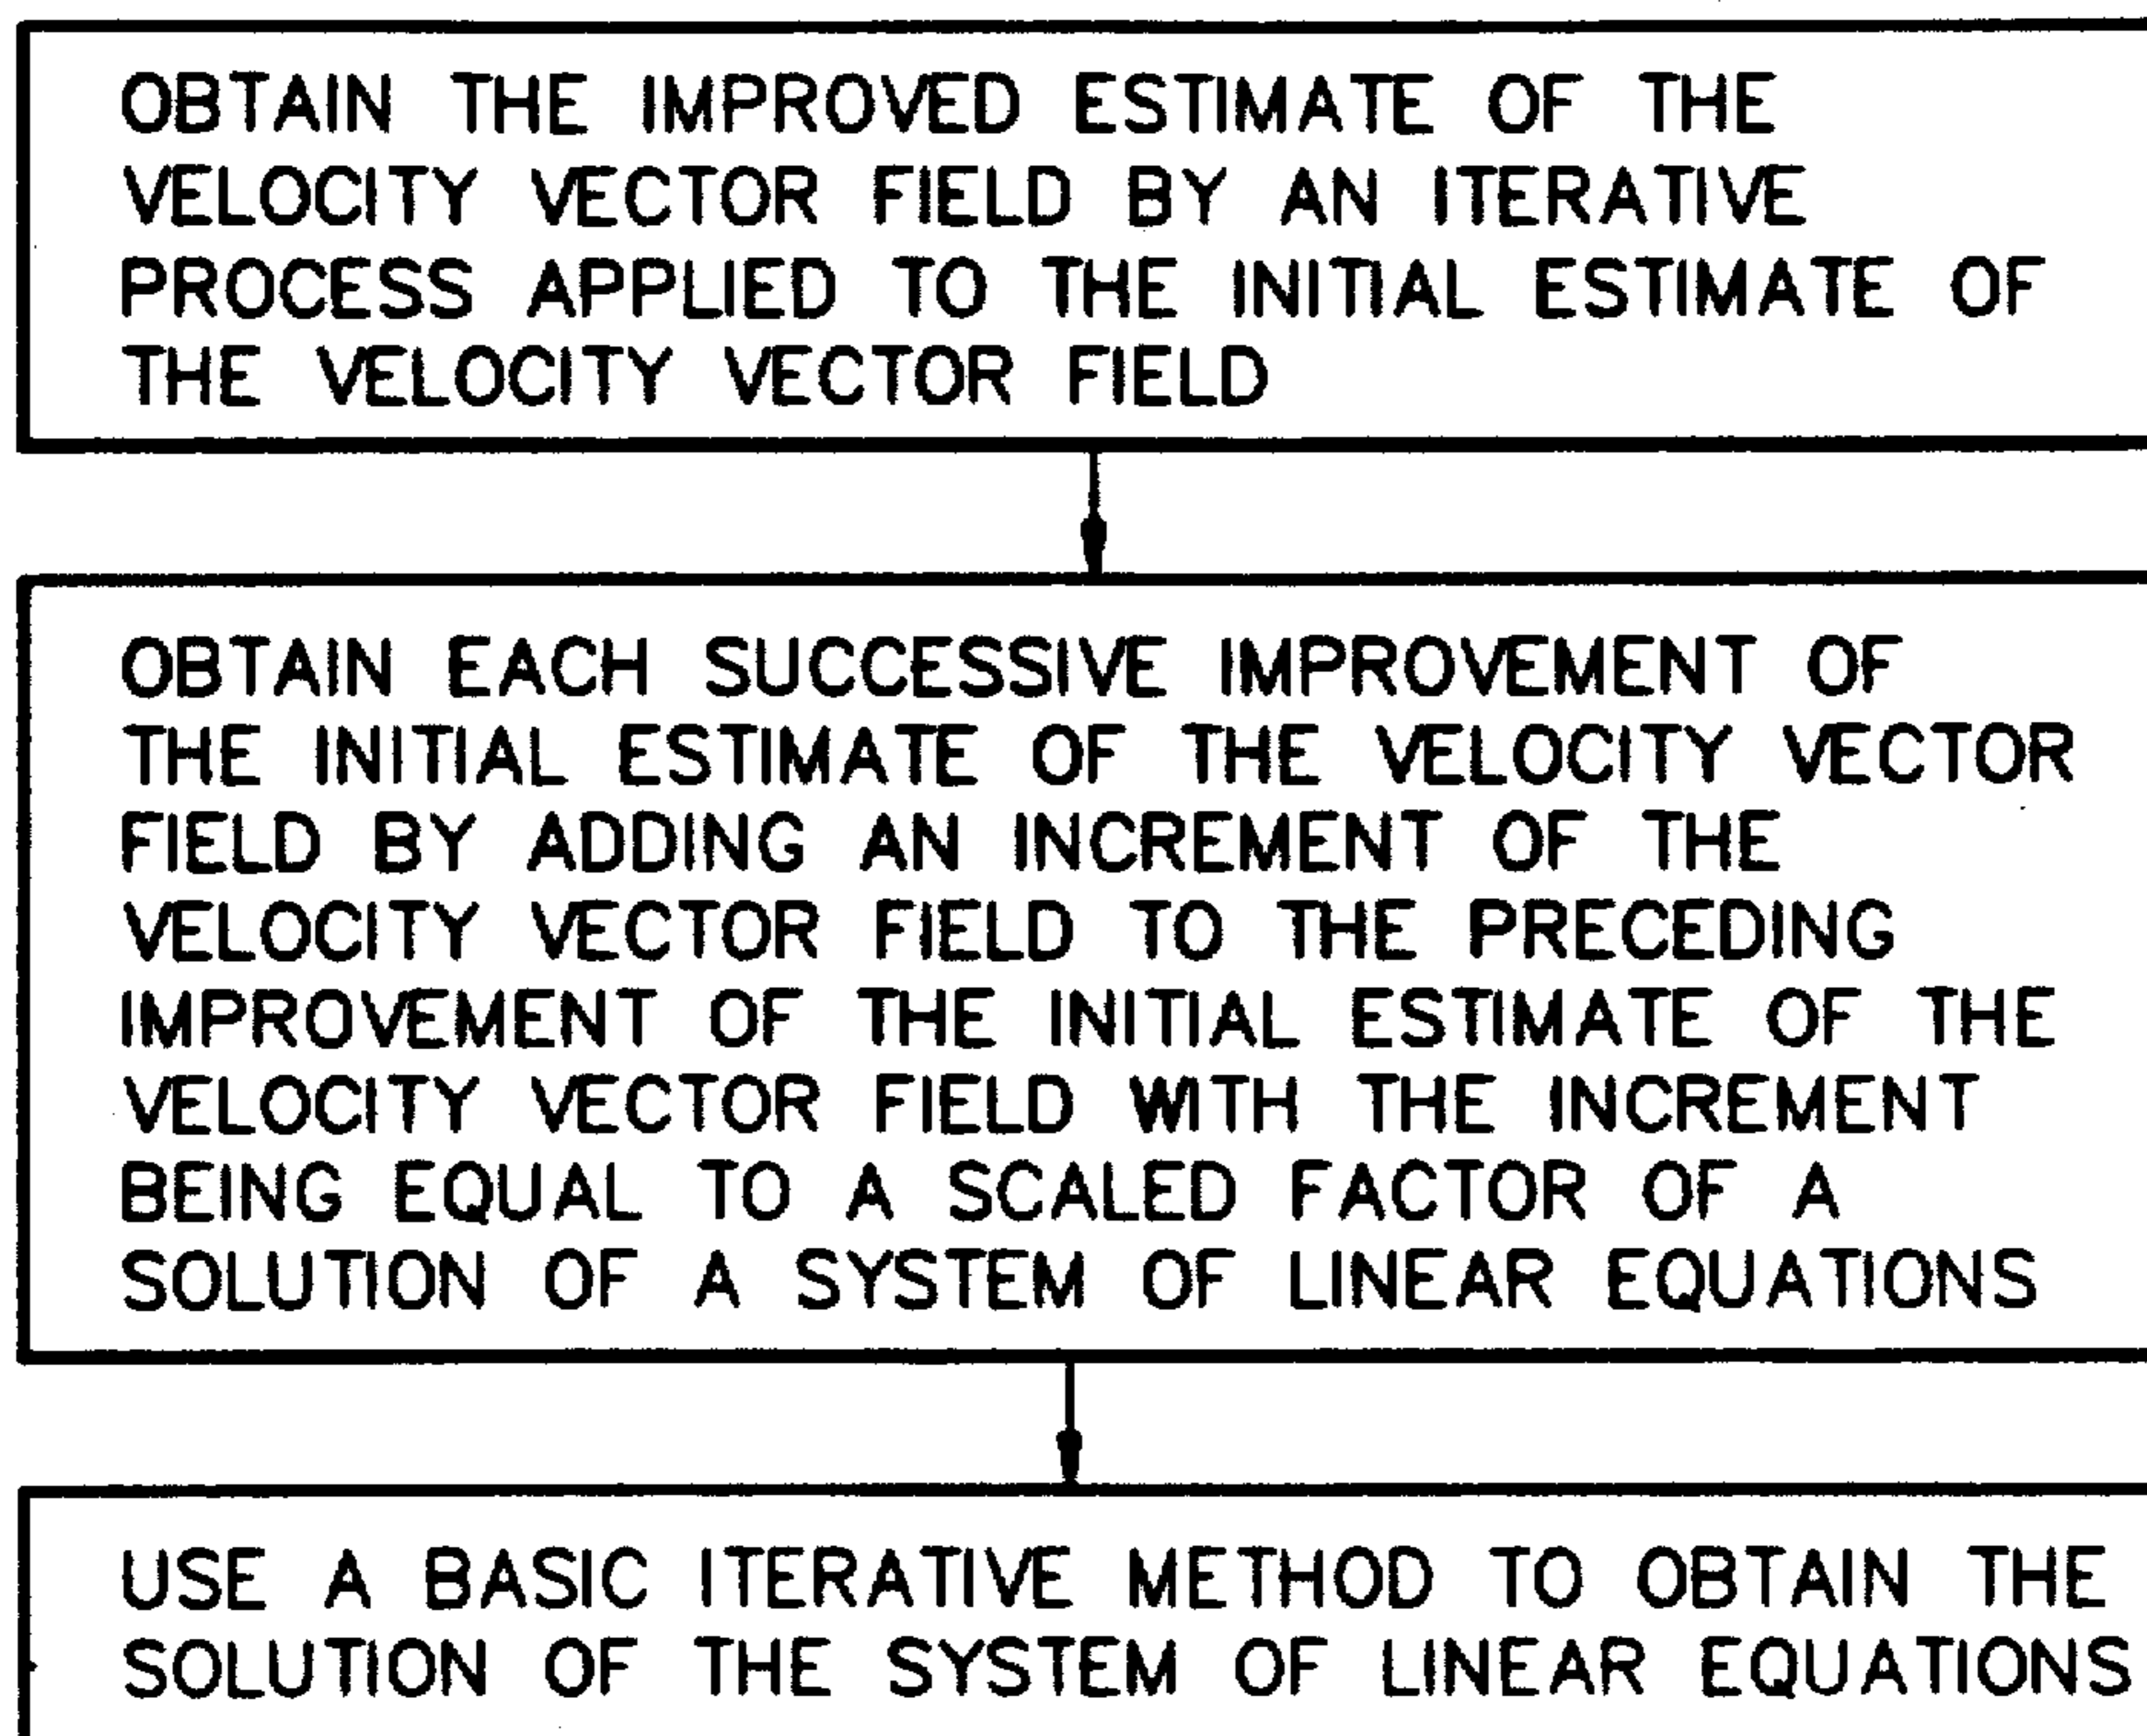 OBTAIN THE IMPROVED ESTIMATE OF THE
VELOCITY VECTOR FIELD BY AN ITERATIVE
PROCESS APPLIED TO THE INITIAL ESTIMATE OF
THE VELOCITY VECTOR FIELD
OBTAIN EACH SUCCESSIVE IMPROVEMENT OF
THE INITIAL ESTIMATE OF THE VELOCITY VECTOR
FIELD BY ADDING AN INCREMENT OF THE
VELOCITY VECTOR FIELD TO THE PRECEDING
IMPROVEMENT OF THE INITIAL ESTIMATE OF THE
VELOCITY VECTOR FIELD WITH THE INCREMENT
BEING EQUAL TO A SCALED FACTOR OF A
SOLUTION OF A SYSTEM OF LINEAR EQUATIONS
USE A BASIC ITERATIVE METHOD TO OBTAIN THE
SOLUTION OF THE SYSTEM OF LINEAR EQUATIONS